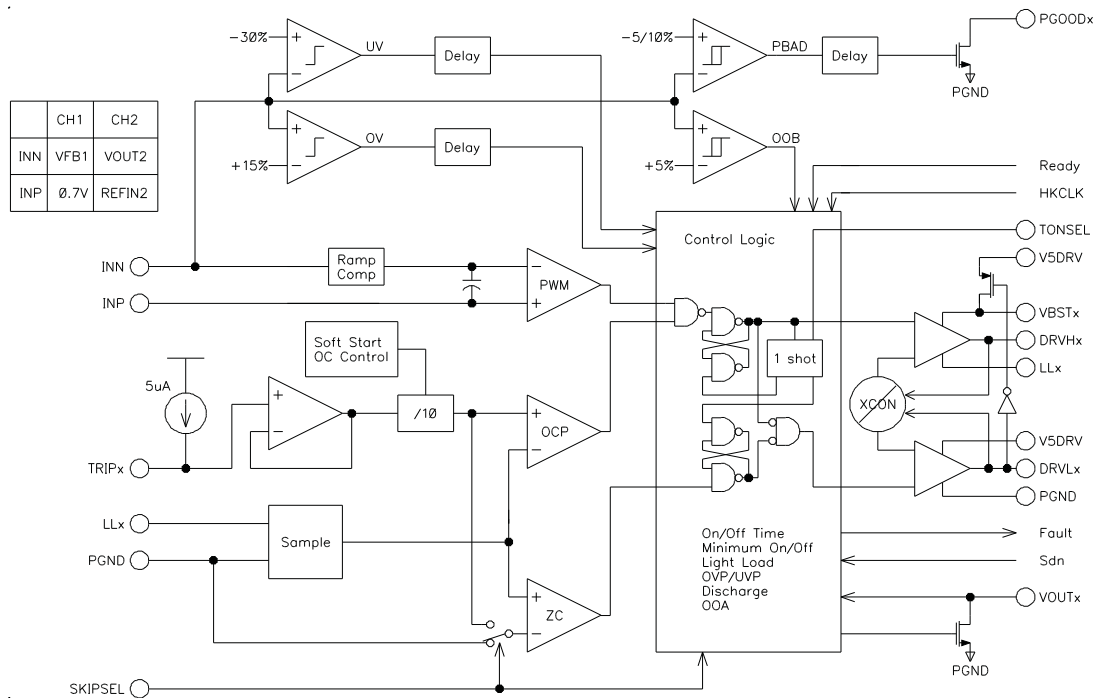 PGOODx
-30%
UV
Delay
-5/10%
PBAD
Delay
PGND
CH1 CH2
INN VFB1 VOUT2
INP 0.7V REFIN2
+15%
OV
Delay
+5%
OOB
Ready
HKCLK
Control Logic
TONSEL
INN
Ramp
Comp
PWM
V5DRV
INP
VBSTx
Soft Start
OC Control
1 shot
DRVHx
LLx
5uA
/10
OCP
XCON
V5DRV
TRIPx
DRVLx
PGND
LLx
Sample
PGND
On/Off Time
Minimum On/Off
Light Load
OVP/UVP
Discharge
OOA
Fault
Sdn
VOUTx
ZC
PGND
SKIPSEL
+
−
+
−
+
−
+
−
−
+
+
−
+
−
+
−